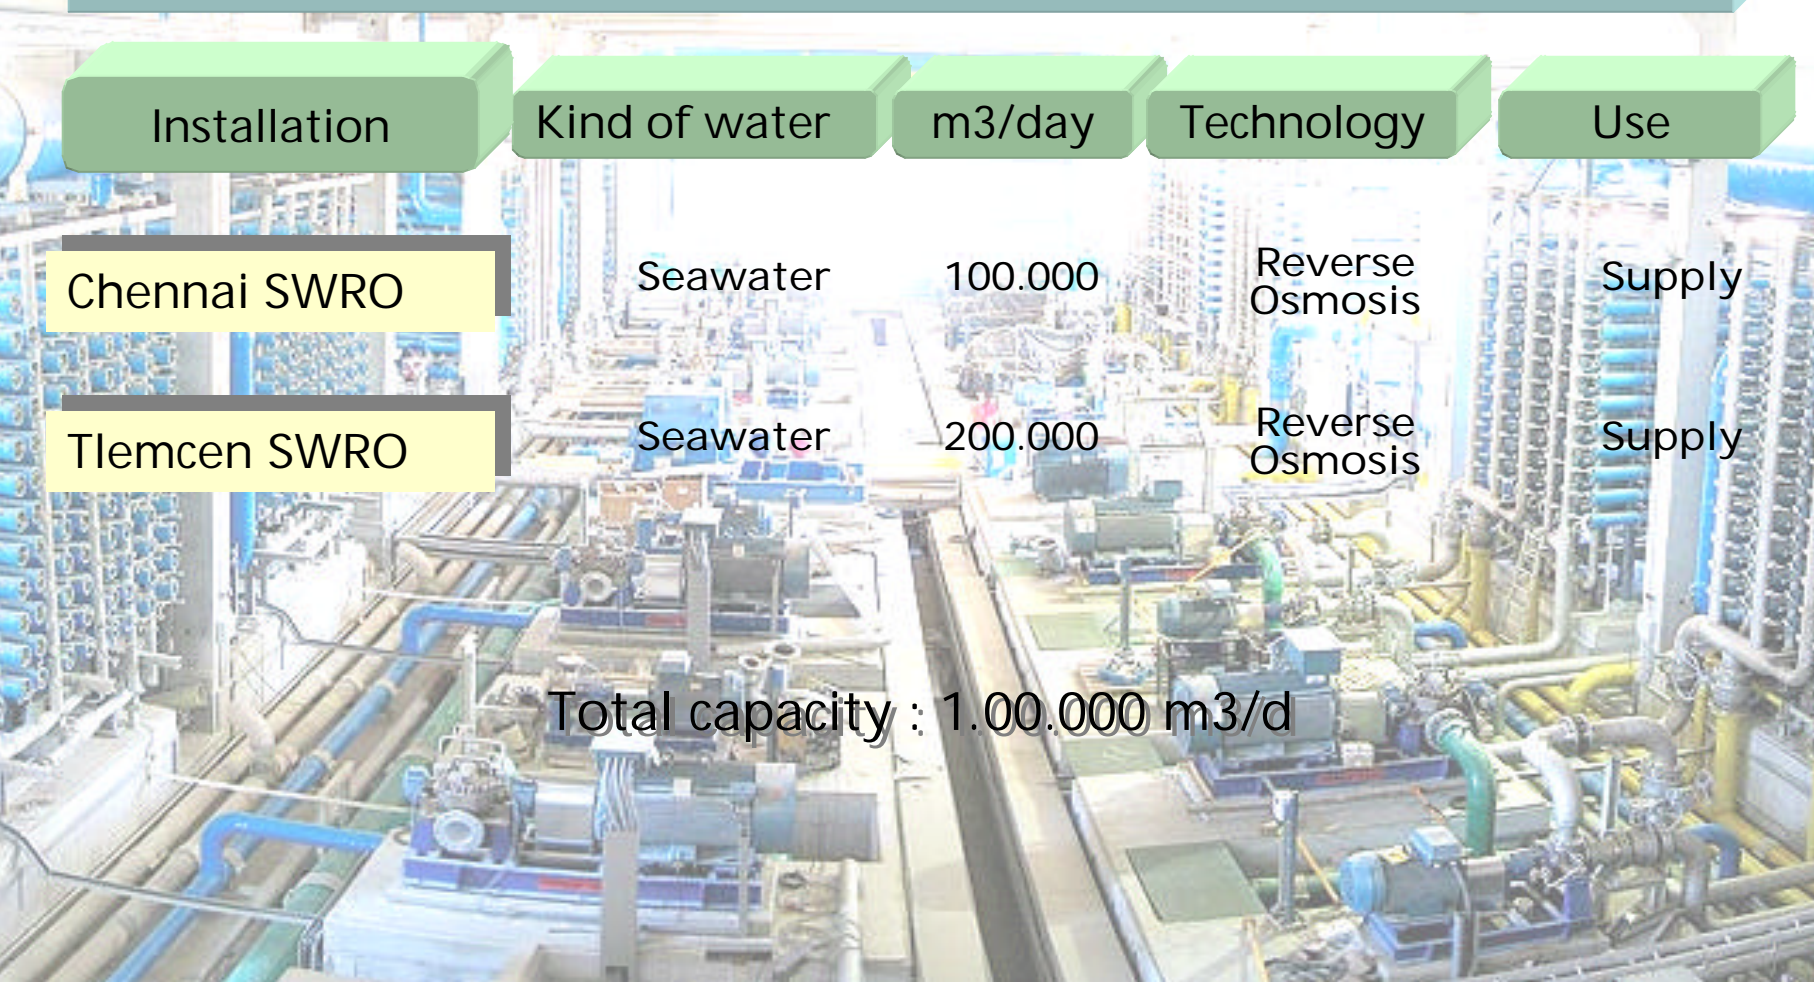 Installation Kind of water m3/day Technology Use
Chennai SWRO Seawater 100.000 Reverse Osmosis Supply
Tlemcen SWRO Seawater 200.000 Reverse Osmosis Supply
Total capacity : 1.00.000 m3/d